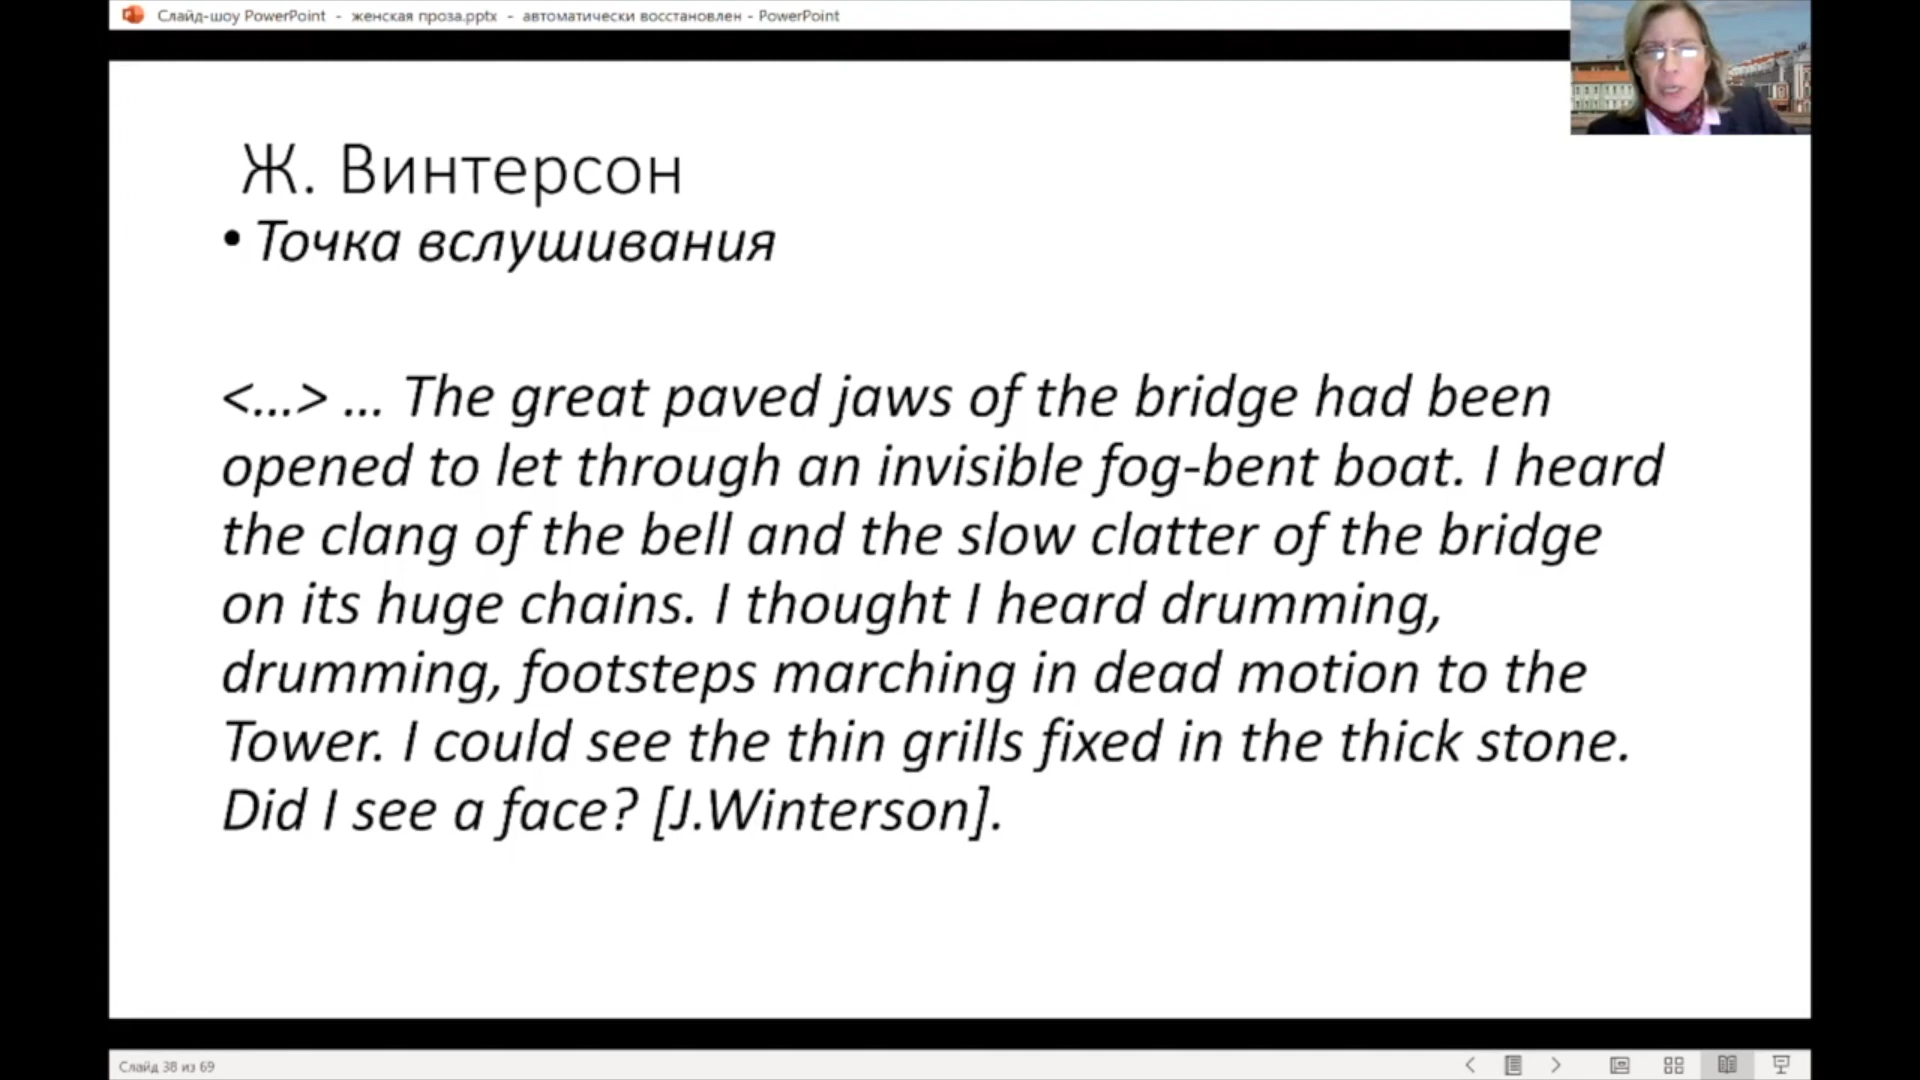 Слайд-шоу PowerPoint - женская проза.pptx - автоматически восстановлен - PowerPoint
Ж. Винтерсон
• Точка вслушивания
<...> ... The great paved jaws of the bridge had been
opened to let through an invisible fog-bent boat. I heard
the clang of the bell and the slow clatter of the bridge
on its huge chains. I thought I heard drumming,
drumming, footsteps marching in dead motion to the
Tower. I could see the thin grills fixed in the thick stone.
Did I see a face? [J.Winterson].
Слайд 38 из 69